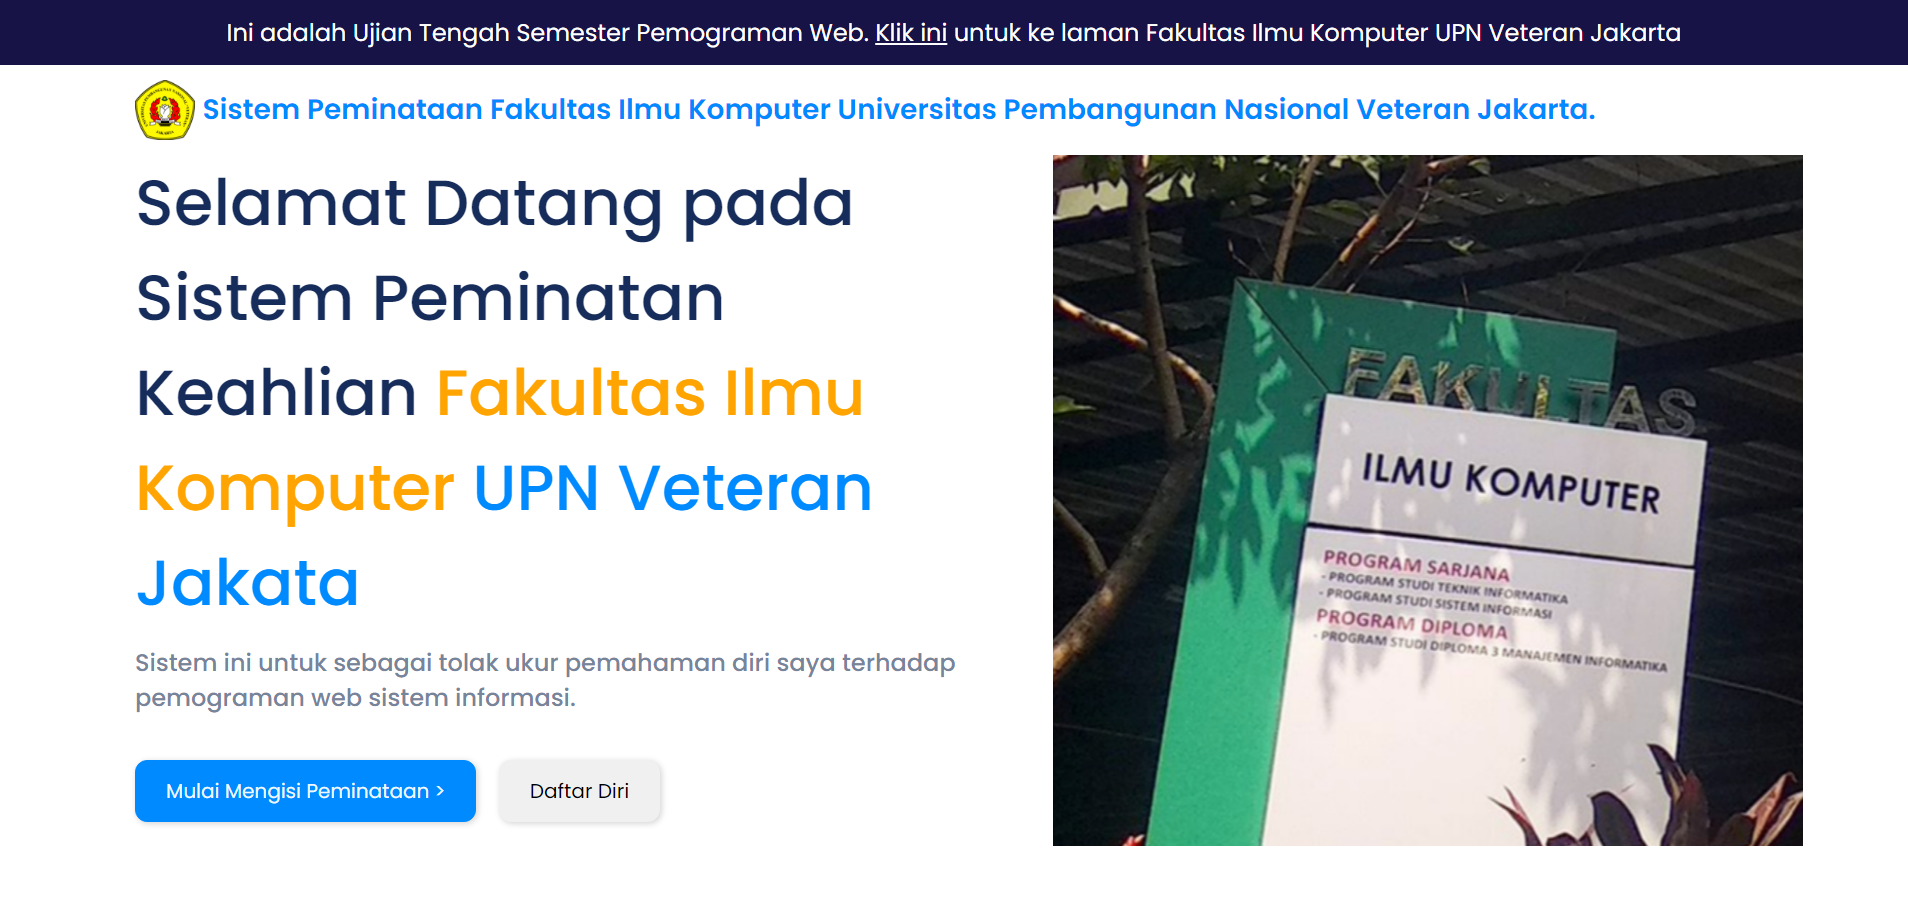 Ini adalah Ujian Tengah Semester Pemograman Web. Klik ini untuk ke laman Fakultas Ilmu Komputer UPN Veteran Jakarta
Sistem Peminataan Fakultas Ilmu Komputer Universitas Pembangunan Nasional Veteran Jakarta.
Selamat Datang pada
Sistem Peminatan
Keahlian Fakultas Ilmu
Komputer UPN Veteran
Jakata
Sistem ini untuk sebagai tolak ukur pemahaman diri saya terhadap
pemograman web sistem informasi.
Mulai Mengisi Peminataan >
Daftar Diri
FAKULTAS
ILMU KOMPUTER
PROGRAM SARJANA
- PROGRAM STUDI TEKNIK INFORMATIKA
- PROGRAM STUDI SISTEM INFORMASI
PROGRAM DIPLOMA
- PROGRAM STUDI DIPLOMA 3 MANAJEMEN INFORMATIKA